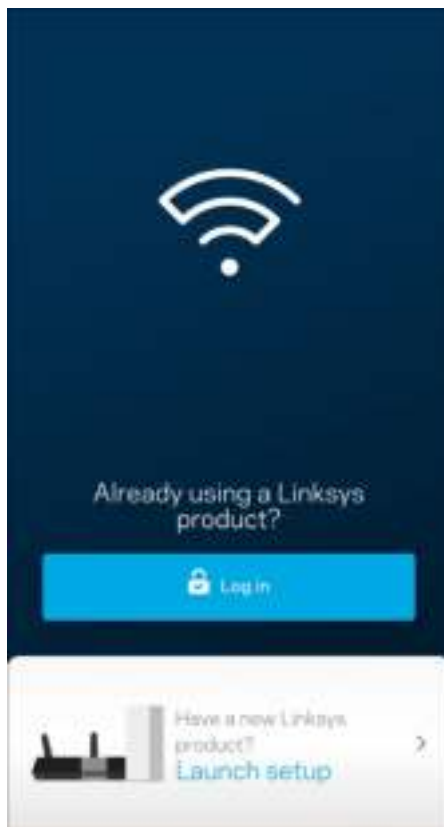 Already using a Linksys
product?
Log in
Have a new Linksys
product?
Launch setup